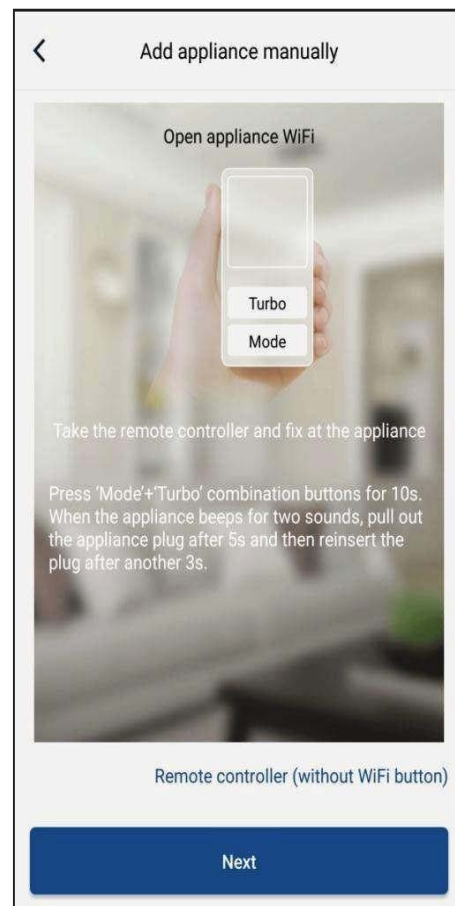 Add appliance manually
Open appliance WiFi
Turbo
Mode
Take the remote controller and fix at the appliance
Press ‘Mode’+‘Turbo’ combination buttons for 10s.
When the appliance beeps for two sounds, pull out
the appliance plug after 5s and then reinsert the
plug after another 3s.
Remote controller (without WiFi button)
Next